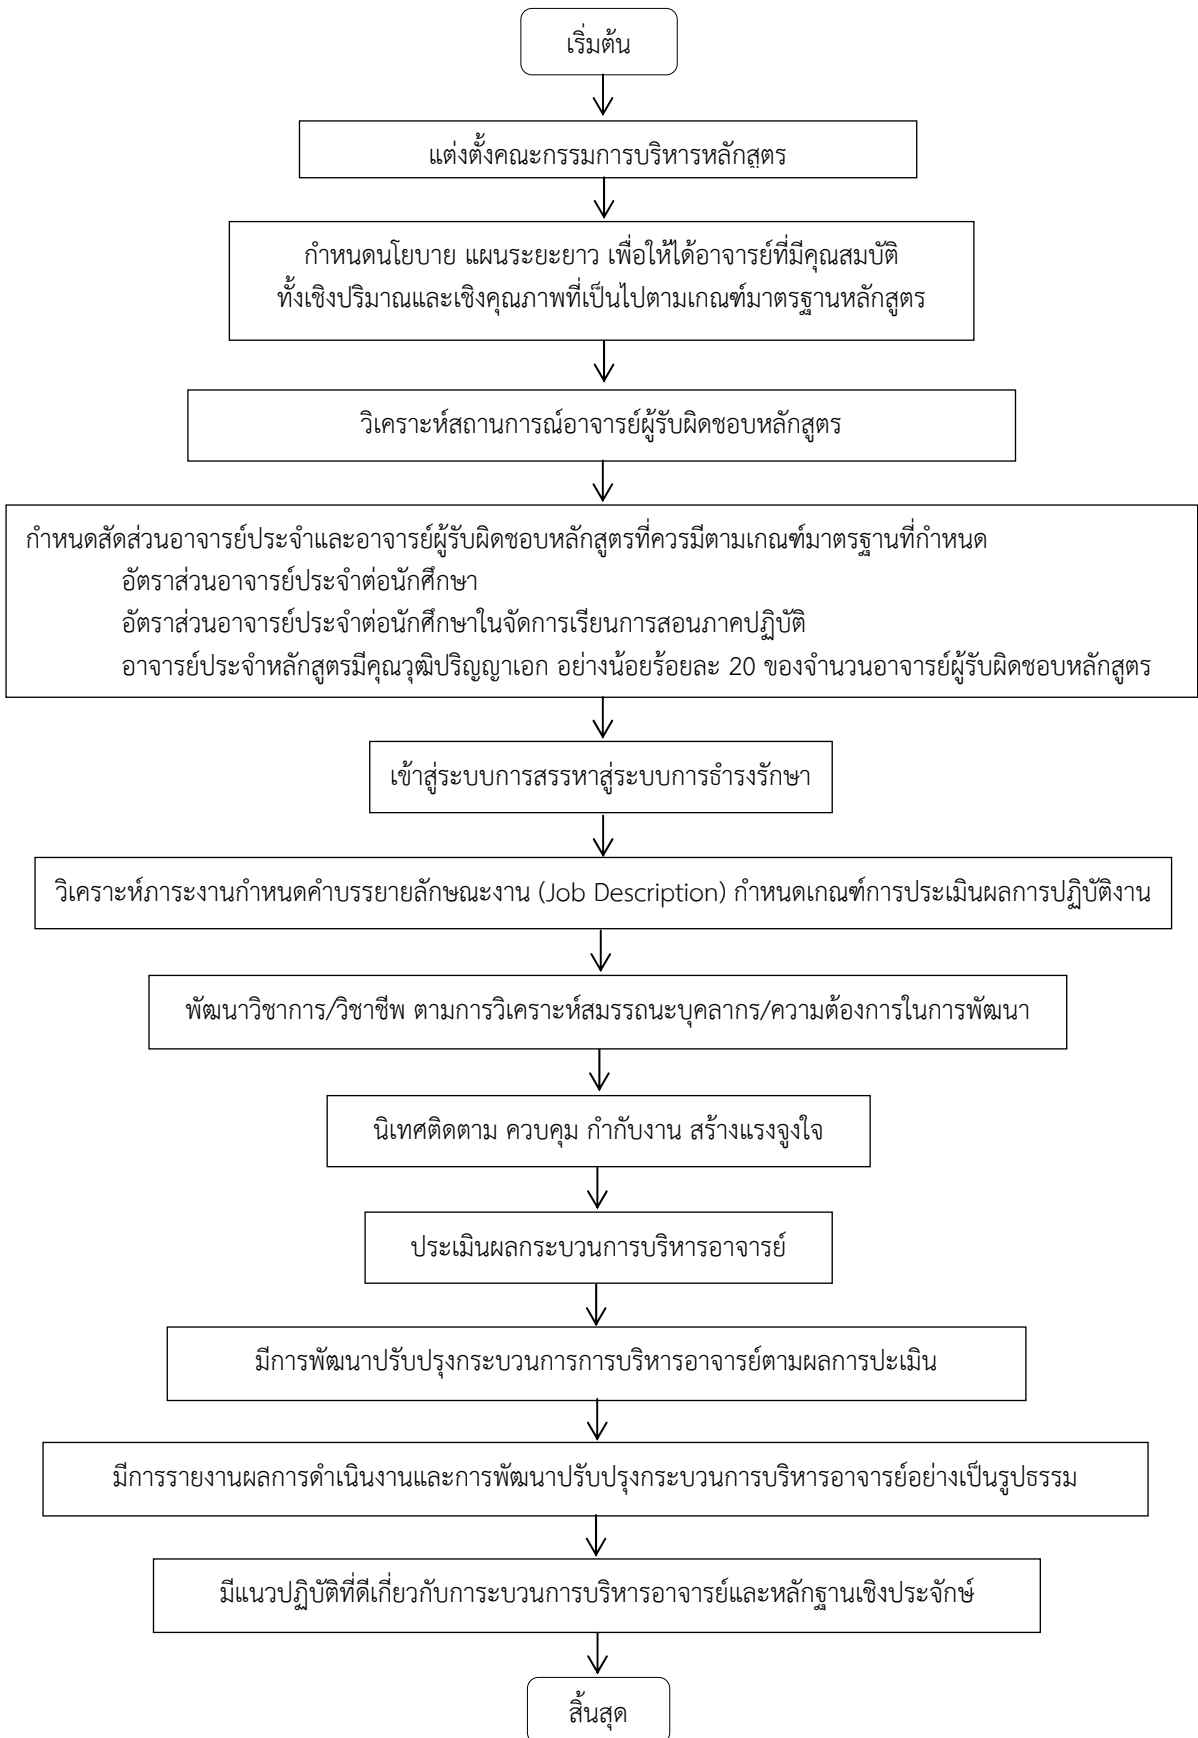 เริ่มต้น
แต่งตั้งคณะกรรมการบริหารหลักสูตร
กำหนดนโยบาย แผนระยะยาว เพื่อให้ได้อาจารย์ที่มีคุณสมบัติ
ทั้งเชิงปริมาณและเชิงคุณภาพที่เป็นไปตามเกณฑ์มาตรฐานหลักสูตร
วิเคราะห์สถานการณ์อาจารย์ผู้รับผิดชอบหลักสูตร
กำหนดสัดส่วนอาจารย์ประจำและอาจารย์ผู้รับผิดชอบหลักสูตรที่ควรมีตามเกณฑ์มาตรฐานที่กำหนด
อัตราส่วนอาจารย์ประจำต่อนักศึกษา
อัตราส่วนอาจารย์ประจำต่อนักศึกษาในจัดการเรียนการสอนภาคปฏิบัติ
อาจารย์ประจำหลักสูตรมีคุณวุฒิปริญญาเอก อย่างน้อยร้อยละ 20 ของจำนวนอาจารย์ผู้รับผิดชอบหลักสูตร
เข้าสู่ระบบการสรรหาสู่ระบบการธำรงรักษา
วิเคราะห์ภาระงานกำหนดคำบรรยายลักษณะงาน (Job Description) กำหนดเกณฑ์การประเมินผลการปฏิบัติงาน
พัฒนาวิชาการ/วิชาชีพ ตามการวิเคราะห์สมรรถนะบุคลากร/ความต้องการในการพัฒนา
นิเทศติดตาม ควบคุม กำกับงาน สร้างแรงจูงใจ
ประเมินผลกระบวนการบริหารอาจารย์
มีการพัฒนาปรับปรุงกระบวนการการบริหารอาจารย์ตามผลการปะเมิน
มีการรายงานผลการดำเนินงานและการพัฒนาปรับปรุงกระบวนการบริหารอาจารย์อย่างเป็นรูปธรรม
มีแนวปฏิบัติที่ดีเกี่ยวกับการะบวนการบริหารอาจารย์และหลักฐานเชิงประจักษ์
สิ้นสุด